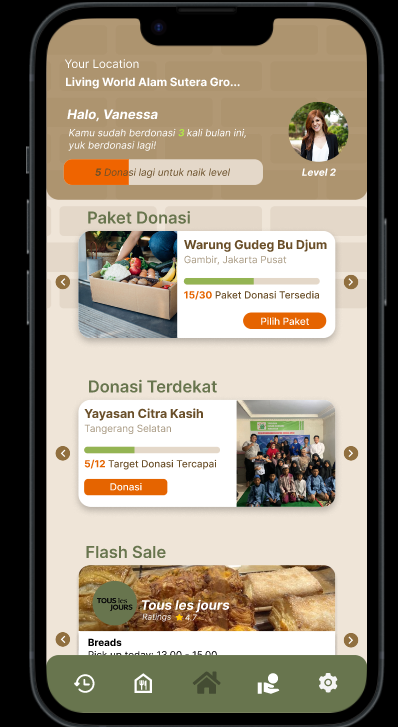 Your Location
Living World Alam Sutera Gro...
Halo, Vanessa
Kamu sudah berdonasi 3 kali bulan ini,
yuk berdonasi lagi!
5 Donasi lagi untuk naik level
Level 2
Paket Donasi
Warung Gudeg Bu Djum
Gambir, Jakarta Pusat
15/30 Paket Donasi Tersedia
Pilih Paket
Donasi Terdekat
Yayasan Citra Kasih
Tangerang Selatan
5/12 Target Donasi Tercapai
Donasi
Flash Sale
TOUS les
JOURS
Tous les jours
Ratings 4.7
Breads
Pick up today: 13.00 - 15.00